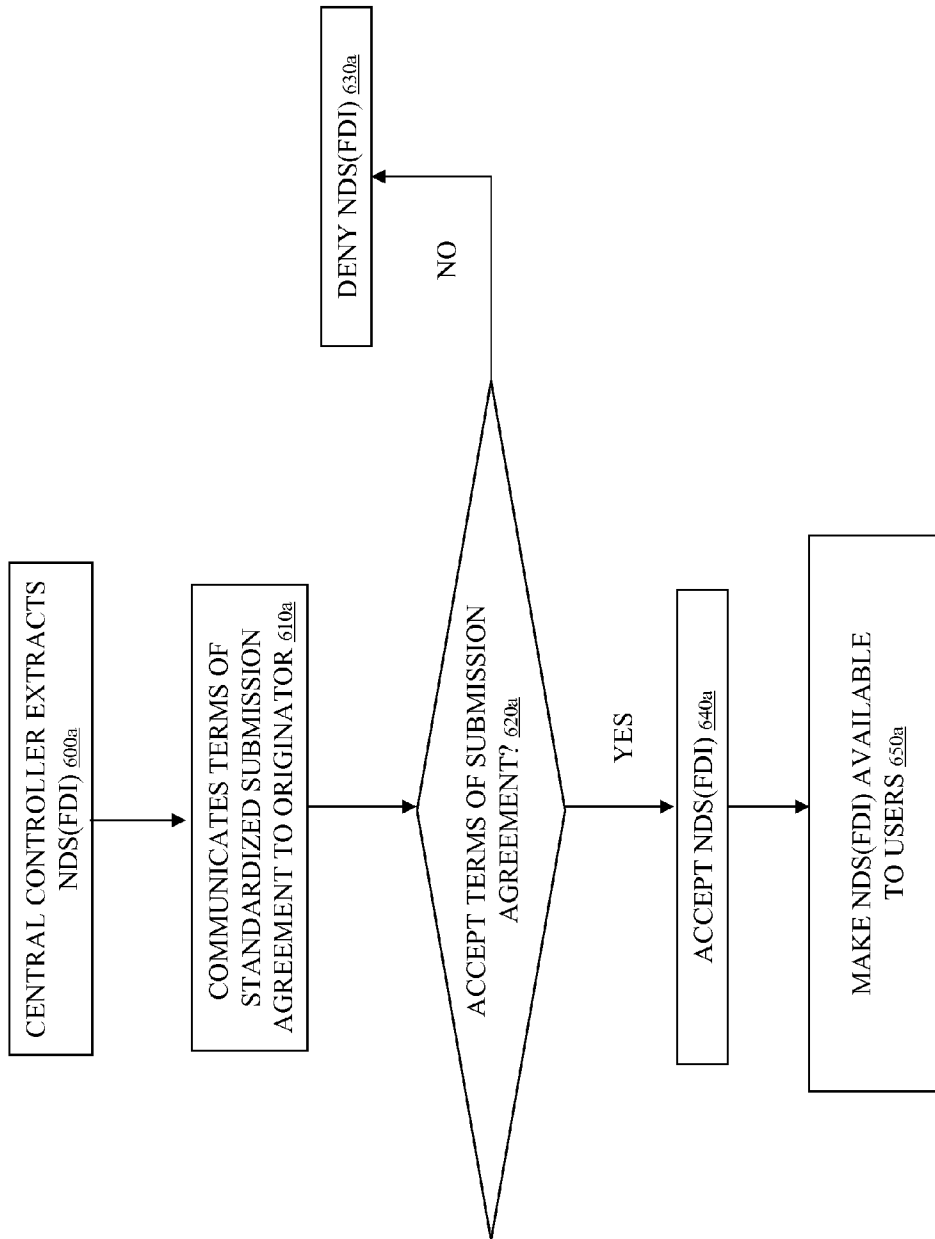 CENTRAL CONTROLLER EXTRACTS
NDS(FDI) 600a
COMMUNICATES TERMS OF
STANDARDIZED SUBMISSION
AGREEMENT TO ORIGINATOR 610a
ACCEPT TERMS OF SUBMISSION
AGREEMENT? 620a
NO
DENY NDS(FDI) 630a
YES
ACCEPT NDS(FDI) 640a
MAKE NDS(FDI) AVAILABLE
TO USERS 650a